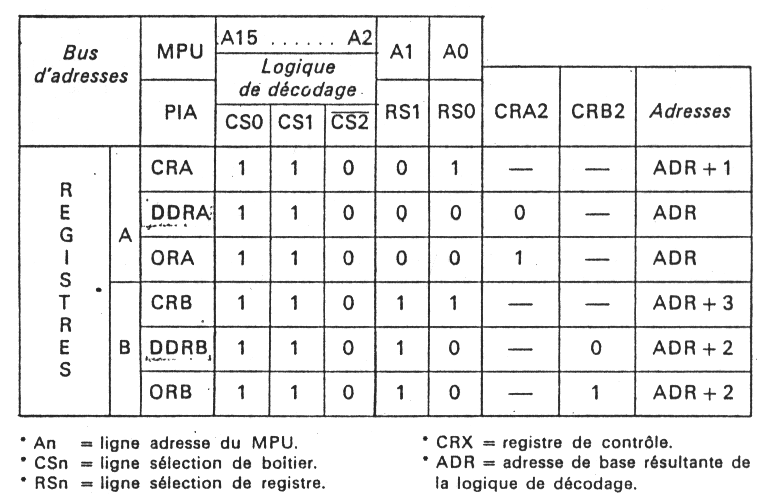 Bus d'adresses MPU A15 ...... A2 A1 A0
Logique de décodage
PIA CS0 CS1 C̅S̅2̅ RS1 RS0 CRA2 CRB2 Adresses
REGISTRES
A
CRA 1 1 0 0 1 — — ADR + 1
DDRA 1 1 0 0 0 0 — ADR
ORA 1 1 0 0 0 1 — ADR
B
CRB 1 1 0 1 1 — — ADR + 3
DDRB 1 1 0 1 0 — 0 ADR + 2
ORB 1 1 0 1 0 — 1 ADR + 2
* An = ligne adresse du MPU.
* CSn = ligne sélection de boîtier.
* RSn = ligne sélection de registre.
* CRX = registre de contrôle.
* ADR = adresse de base résultante de
la logique de décodage.